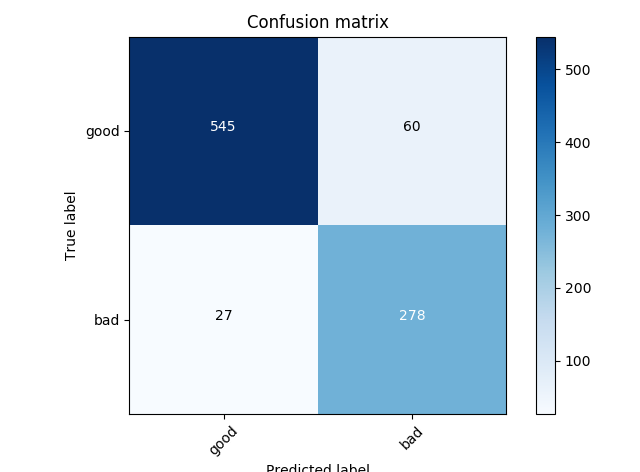 Confusion matrix
True label
good
545
60
bad
27
278
good
bad
Predicted label
500
400
300
200
100